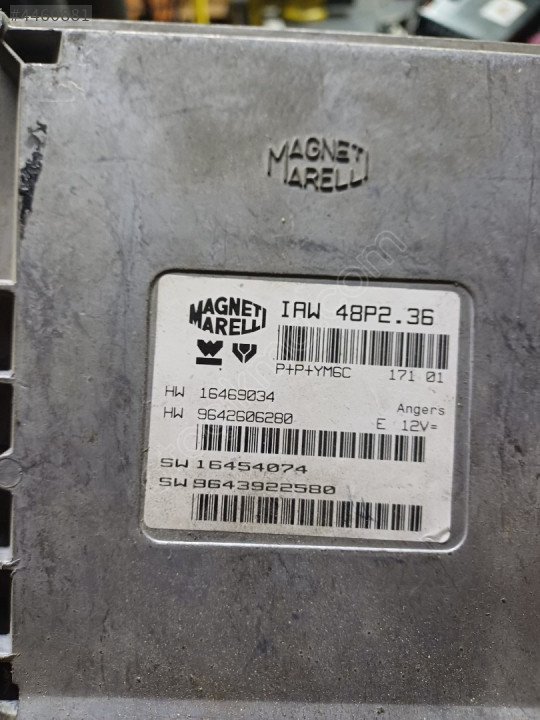 #4460681
MAGNETI
MARELLI
MAGNETI
MARELLI
IAW 48P2.36
P+P+YM6C 171 01
HW 16469034
HW 9642606280
Angers
E 12V=
SW 16454074
SW 9643922580